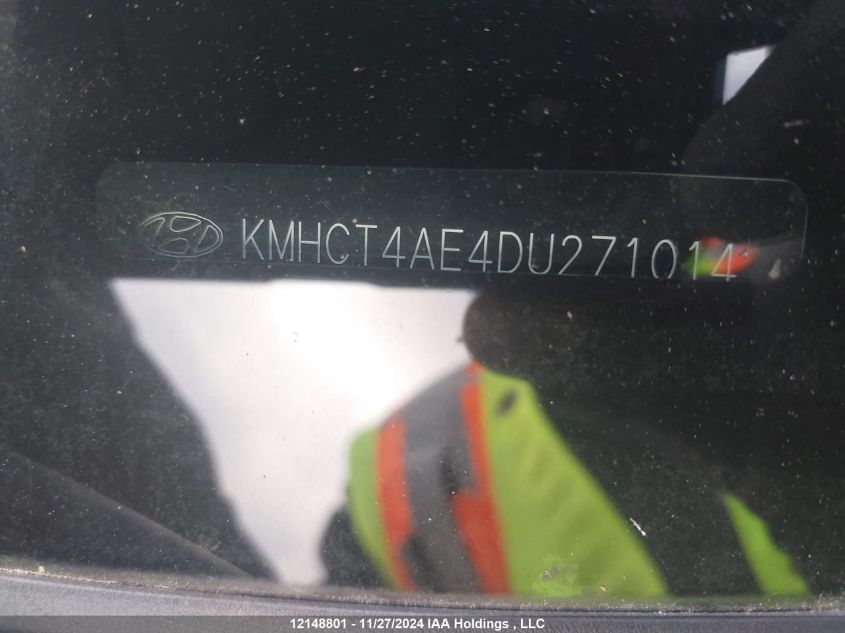 KMHCT4AE4DU271014
12148801 - 11/27/2024 IAA Holdings , LLC